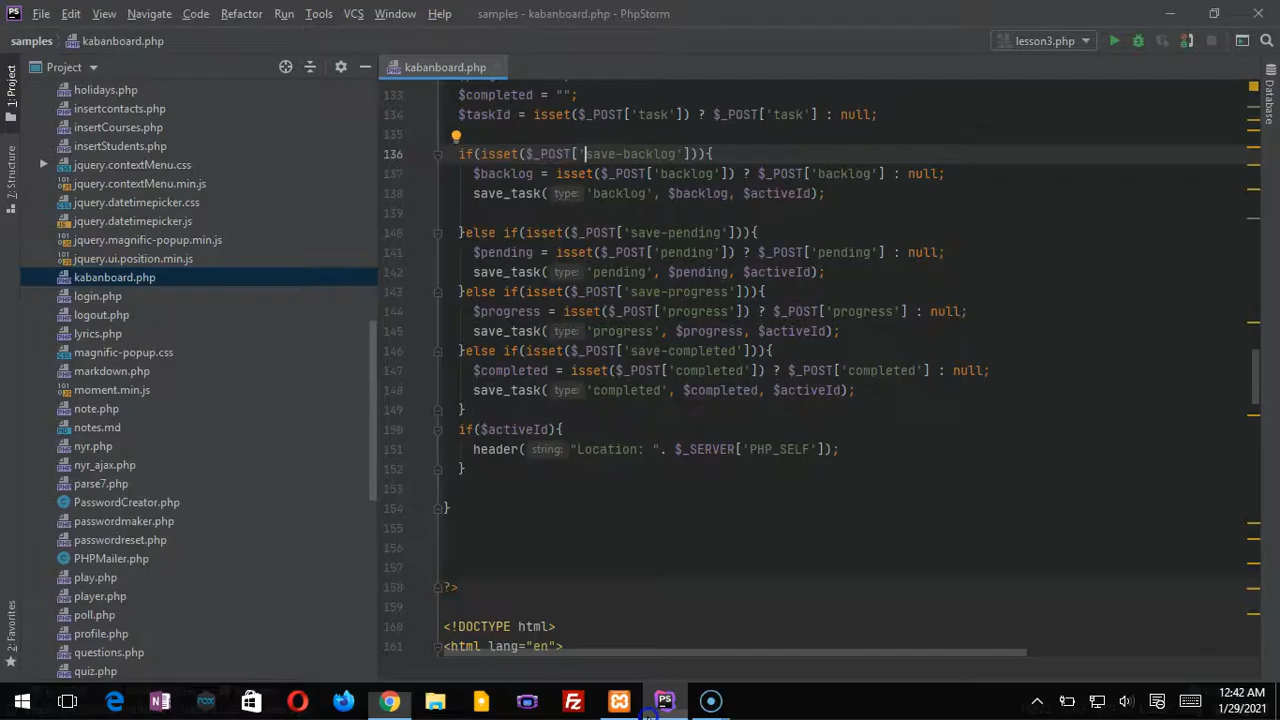 File Edit View Navigate Code Refactor Run Tools VCS Window Help samples - kabanboard.php - PhpStorm
samples kabanboard.php lesson3.php
Project kabanboard.php
1: Project
7: Structure
2: Favorites
Database
holidays.php
insertcontacts.php
insertCourses.php
insertStudents.php
jquery.contextMenu.css
jquery.contextMenu.min.js
jquery.datetimepicker.css
jquery.datetimepicker.js
jquery.magnific-popup.min.js
jquery.ui.position.min.js
kabanboard.php
login.php
logout.php
lyrics.php
magnific-popup.css
markdown.php
moment.min.js
note.php
notes.md
nyr.php
nyr_ajax.php
parse7.php
PasswordCreator.php
passwordmaker.php
passwordreset.php
PHPMailer.php
play.php
player.php
poll.php
profile.php
questions.php
quiz.php
133 $completed = "";
134 $taskId = isset($_POST['task']) ? $_POST['task'] : null;
135
136 if(isset($_POST['save-backlog'])){
137 $backlog = isset($_POST['backlog']) ? $_POST['backlog'] : null;
138 save_task( type: 'backlog', $backlog, $activeId);
139
140 }else if(isset($_POST['save-pending'])){
141 $pending = isset($_POST['pending']) ? $_POST['pending'] : null;
142 save_task( type: 'pending', $pending, $activeId);
143 }else if(isset($_POST['save-progress'])){
144 $progress = isset($_POST['progress']) ? $_POST['progress'] : null;
145 save_task( type: 'progress', $progress, $activeId);
146 }else if(isset($_POST['save-completed'])){
147 $completed = isset($_POST['completed']) ? $_POST['completed'] : null;
148 save_task( type: 'completed', $completed, $activeId);
149 }
150 if($activeId){
151 header( string: "Location: ". $_SERVER['PHP_SELF']);
152 }
153
154 }
155
156
158 ?>
159
160 <!DOCTYPE html>
161 <html lang="en">
12:42 AM
1/29/2021